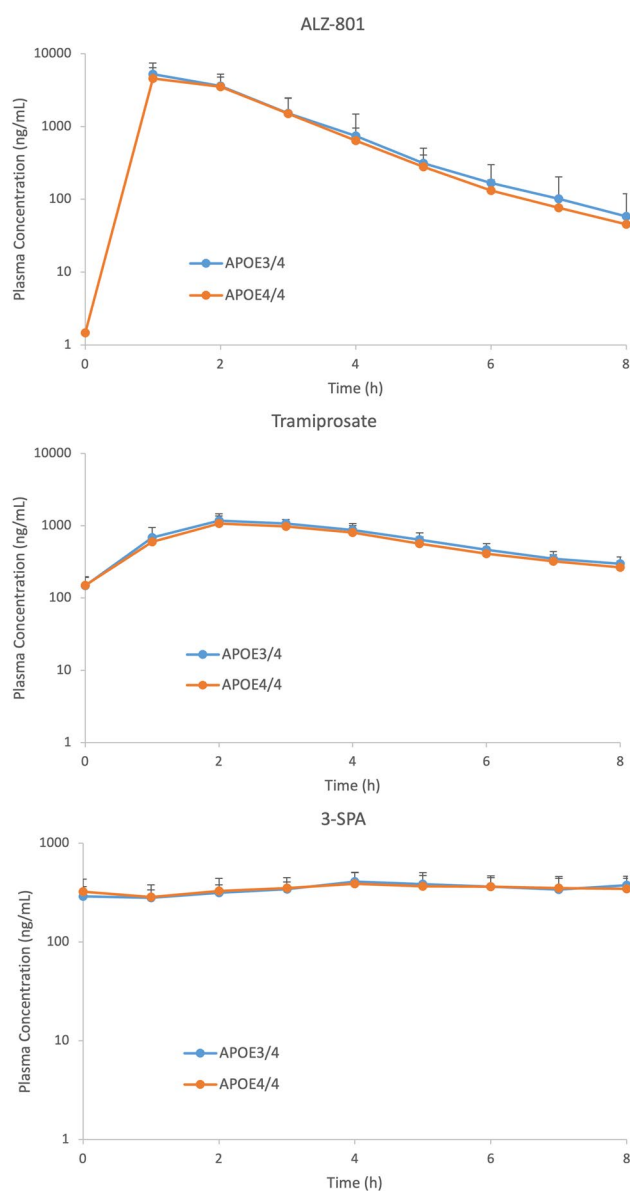 ALZ-801
Plasma Concentration (ng/mL)
10000
1000
100
10
1
APOE3/4
APOE4/4
0 2 4 6 8
Time (h)
Tramiprosate
Plasma Concentration (ng/mL)
10000
1000
100
10
1
APOE3/4
APOE4/4
0 2 4 6 8
Time (h)
3-SPA
Plasma Concentration (ng/mL)
1000
100
10
1
APOE3/4
APOE4/4
0 2 4 6 8
Time (h)